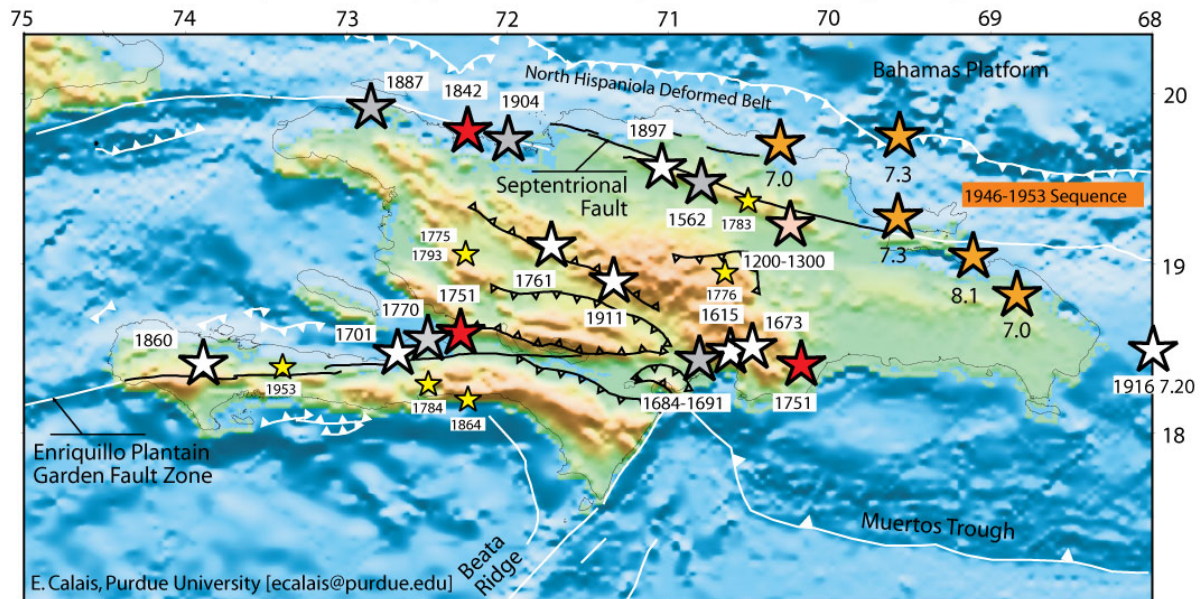 75 74 73 72 71 70 69 68
North Hispaniola Deformed Belt
Bahamas Platform
20
1887
1842
1904
1897
7.0
7.3
1946-1953 Sequence
Septentrional
Fault
1562
1783
7.3
1775
1793
1761
1200-1300
19
1776
8.1
7.0
1770
1751
1911
1615
1673
1701
1860
1953
1784
1864
1684-1691
1751
1916 7.20
18
Enriquillo Plantain
Garden Fault Zone
Muertos Trough
Beata
Ridge
E. Calais, Purdue University [ecalais@purdue.edu]